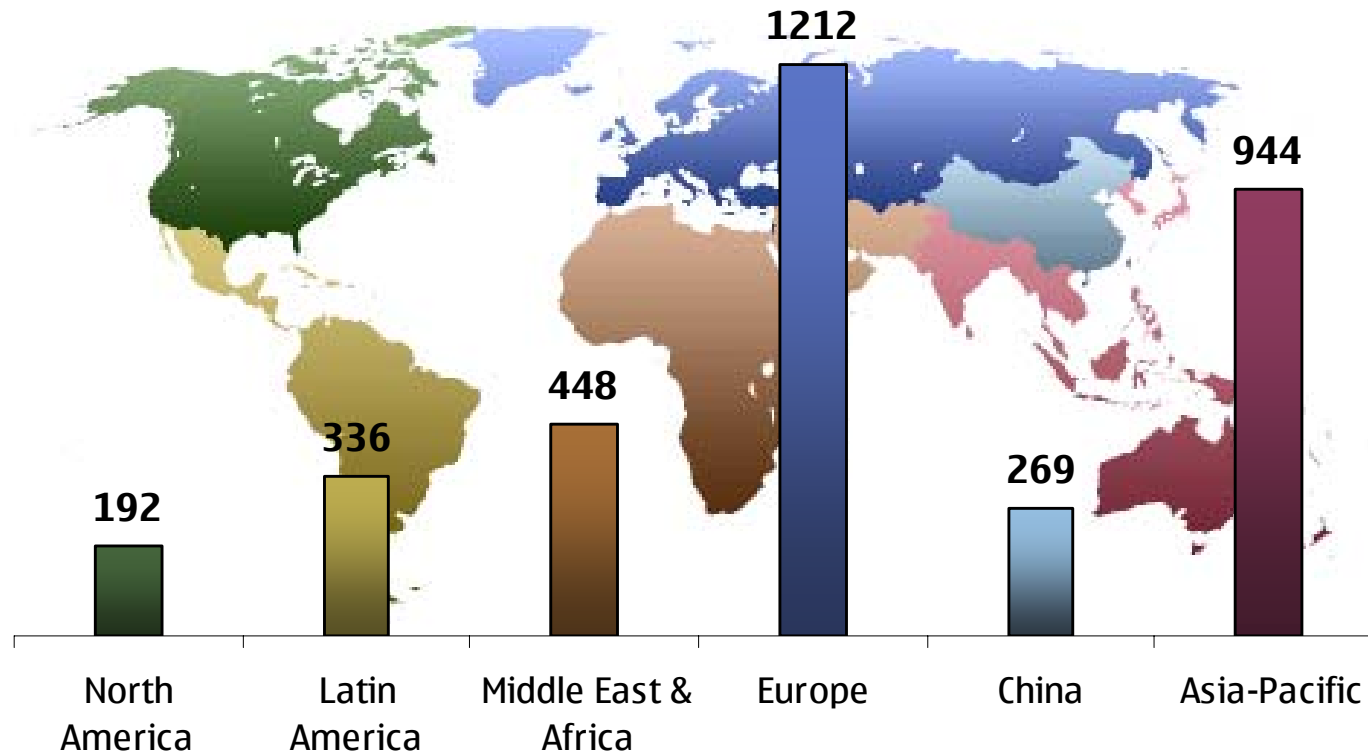 1212
944
448
336
269
192
North
America
Latin
America
Middle East &
Africa
Europe
China
Asia-Pacific